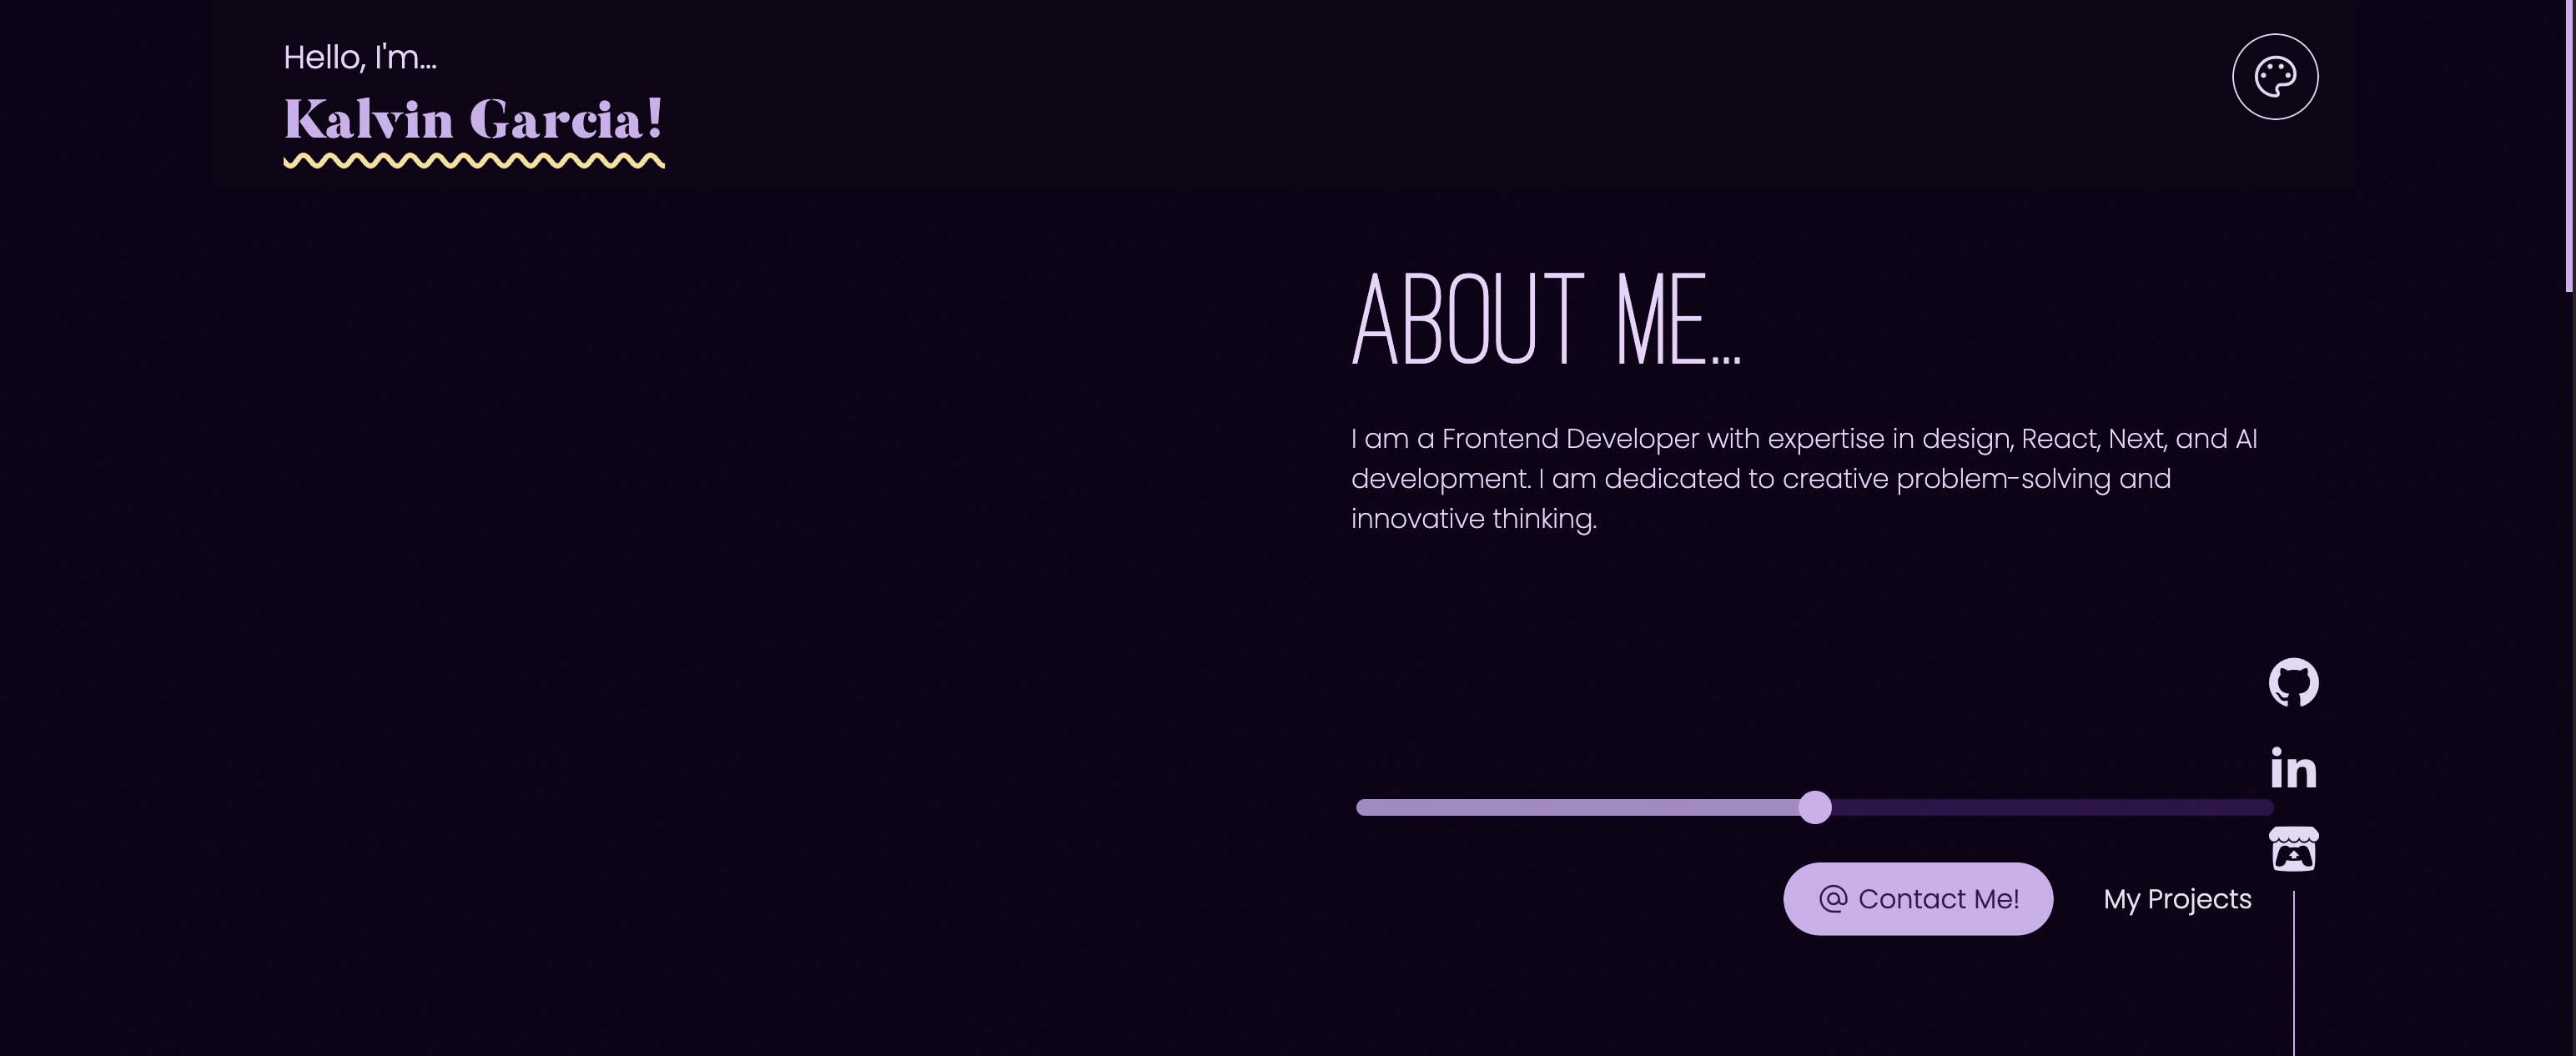 Hello, I'm...
Kalvin Garcia!
ABOUT ME...
I am a Frontend Developer with expertise in design, React, Next, and AI
development. I am dedicated to creative problem-solving and
innovative thinking.
in
@ Contact Me!
My Projects